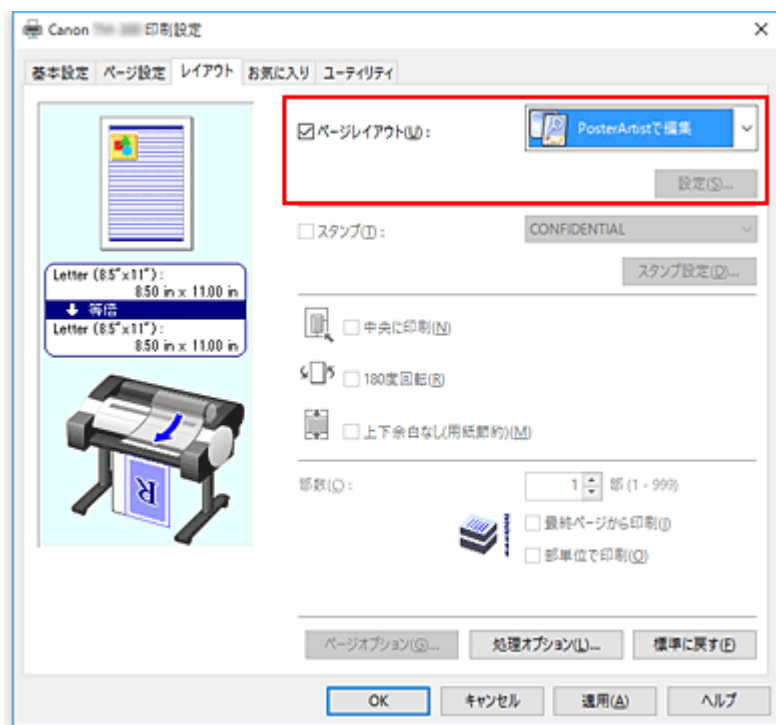 Canon 印刷設定
基本設定 ページ設定 レイアウト お気に入り ユーティリティ
ページレイアウト(U)： PosterArtistで編集
設定(S)...
スタンプ(T)： CONFIDENTIAL
スタンプ設定(D)...
Letter (8.5"x11")：
8.50 in x 11.00 in
等倍
Letter (8.5"x11")：
8.50 in x 11.00 in
中央に印刷(N)
180度回転(R)
上下余白なし(用紙節約)(M)
部数(C)： 1 部 (1 - 999)
最終ページから印刷(I)
部単位で印刷(O)
R
ページオプション(G)... 処理オプション(L)... 標準に戻す(F)
OK キャンセル 適用(A) ヘルプ